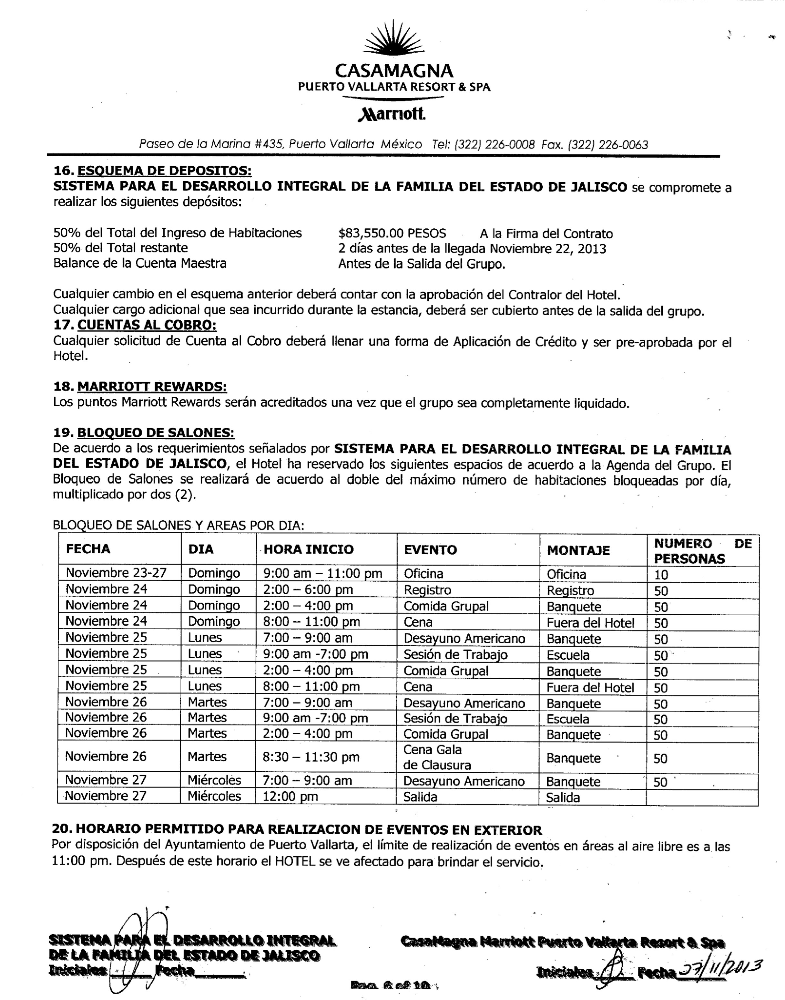 CASAMAGNA
PUERTO VALLARTA RESORT & SPA
Marriott.
Paseo de la Marina #435, Puerto Vallarta México Tel: (322) 226-0008 Fax. (322) 226-0063
16. ESQUEMA DE DEPOSITOS:
SISTEMA PARA EL DESARROLLO INTEGRAL DE LA FAMILIA DEL ESTADO DE JALISCO se compromete a
realizar los siguientes depósitos:
50% del Total del Ingreso de Habitaciones $83,550.00 PESOS A la Firma del Contrato
50% del Total restante 2 días antes de la llegada Noviembre 22, 2013
Balance de la Cuenta Maestra Antes de la Salida del Grupo.
Cualquier cambio en el esquema anterior deberá contar con la aprobación del Contralor del Hotel.
Cualquier cargo adicional que sea incurrido durante la estancia, deberá ser cubierto antes de la salida del grupo.
17. CUENTAS AL COBRO:
Cualquier solicitud de Cuenta al Cobro deberá llenar una forma de Aplicación de Crédito y ser pre-aprobada por el
Hotel.
18. MARRIOTT REWARDS:
Los puntos Marriott Rewards serán acreditados una vez que el grupo sea completamente liquidado.
19. BLOQUEO DE SALONES:
De acuerdo a los requerimientos señalados por SISTEMA PARA EL DESARROLLO INTEGRAL DE LA FAMILIA
DEL ESTADO DE JALISCO, el Hotel ha reservado los siguientes espacios de acuerdo a la Agenda del Grupo. El
Bloqueo de Salones se realizará de acuerdo al doble del máximo número de habitaciones bloqueadas por día,
multiplicado por dos (2).
BLOQUEO DE SALONES Y AREAS POR DIA:
FECHA DIA HORA INICIO EVENTO MONTAJE NUMERO DE PERSONAS
Noviembre 23-27 Domingo 9:00 am – 11:00 pm Oficina Oficina 10
Noviembre 24 Domingo 2:00 – 6:00 pm Registro Registro 50
Noviembre 24 Domingo 2:00 – 4:00 pm Comida Grupal Banquete 50
Noviembre 24 Domingo 8:00 – 11:00 pm Cena Fuera del Hotel 50
Noviembre 25 Lunes 7:00 – 9:00 am Desayuno Americano Banquete 50
Noviembre 25 Lunes 9:00 am -7:00 pm Sesión de Trabajo Escuela 50
Noviembre 25 Lunes 2:00 – 4:00 pm Comida Grupal Banquete 50
Noviembre 25 Lunes 8:00 – 11:00 pm Cena Fuera del Hotel 50
Noviembre 26 Martes 7:00 – 9:00 am Desayuno Americano Banquete 50
Noviembre 26 Martes 9:00 am -7:00 pm Sesión de Trabajo Escuela 50
Noviembre 26 Martes 2:00 – 4:00 pm Comida Grupal Banquete 50
Noviembre 26 Martes 8:30 – 11:30 pm Cena Gala de Clausura Banquete 50
Noviembre 27 Miércoles 7:00 – 9:00 am Desayuno Americano Banquete 50
Noviembre 27 Miércoles 12:00 pm Salida Salida
20. HORARIO PERMITIDO PARA REALIZACION DE EVENTOS EN EXTERIOR
Por disposición del Ayuntamiento de Puerto Vallarta, el límite de realización de eventos en áreas al aire libre es a las
11:00 pm. Después de este horario el HOTEL se ve afectado para brindar el servicio.
SISTEMA PARA EL DESARROLLO INTEGRAL
DE LA FAMILIA DEL ESTADO DE JALISCO
Iniciales Fecha
CasaMagna Marriott Puerto Vallarta Resort & Spa
Iniciales Fecha 27/11/2013